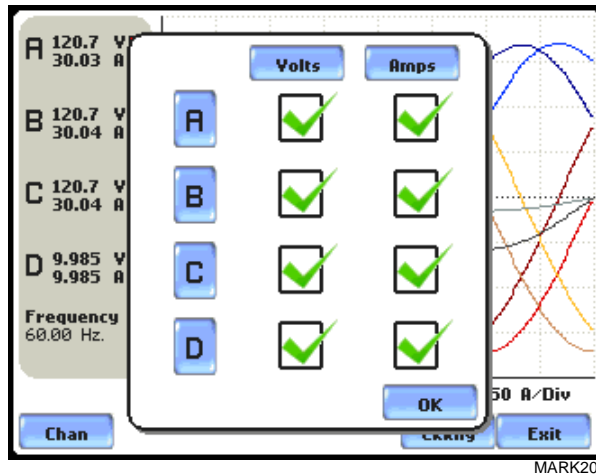 A 120.7 V
30.03 A
B 120.7 V
30.04 A
C 120.7 V
30.04 A
D 9.985 V
9.985 A
Frequency
60.00 Hz.
Volts Amps
A
B
C
D
OK
50 A/Div
Chan
Exit
MARK20